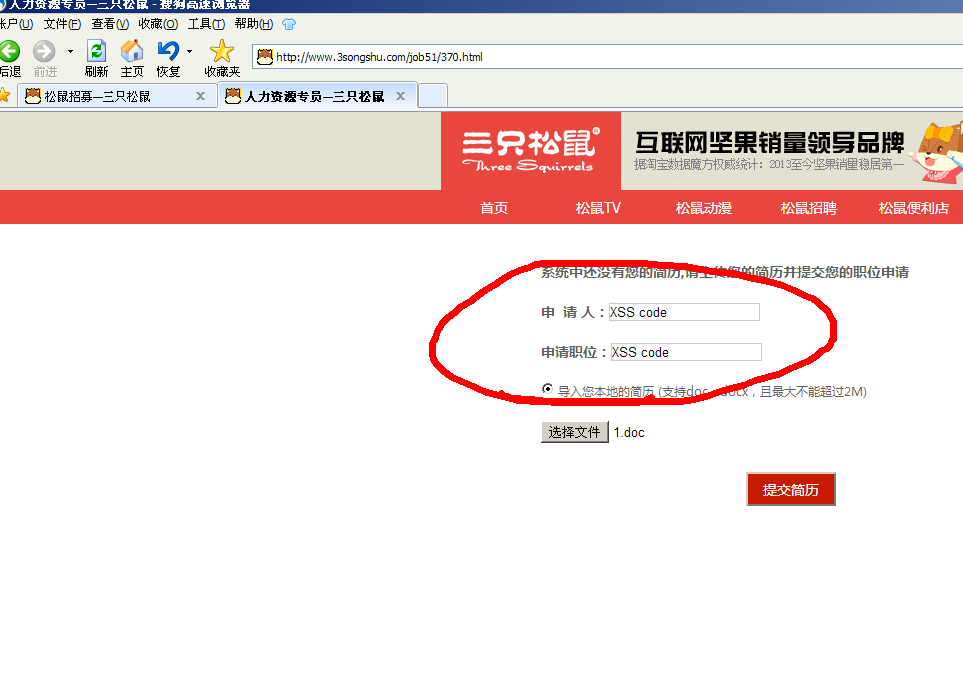 人力资源专员—三只松鼠 - 搜狗高速浏览器
账户(U) 文件(F) 查看(V) 收藏(O) 工具(T) 帮助(H)
后退 前进 刷新 主页 恢复 收藏夹 http://www.3songshu.com/job51/370.html
松鼠招募—三只松鼠 x 人力资源专员—三只松鼠 x
三只松鼠®
Three Squirrels
互联网坚果销量领导品牌
据淘宝数据魔方权威统计：2013至今坚果销量稳居第一
首页 松鼠TV 松鼠动漫 松鼠招聘 松鼠便利店
系统中还没有您的简历,请上传您的简历并提交您的职位申请
申 请 人：XSS code
申请职位：XSS code
导入您本地的简历 (支持doc、docx，且最大不能超过2M)
选择文件 1.doc
提交简历